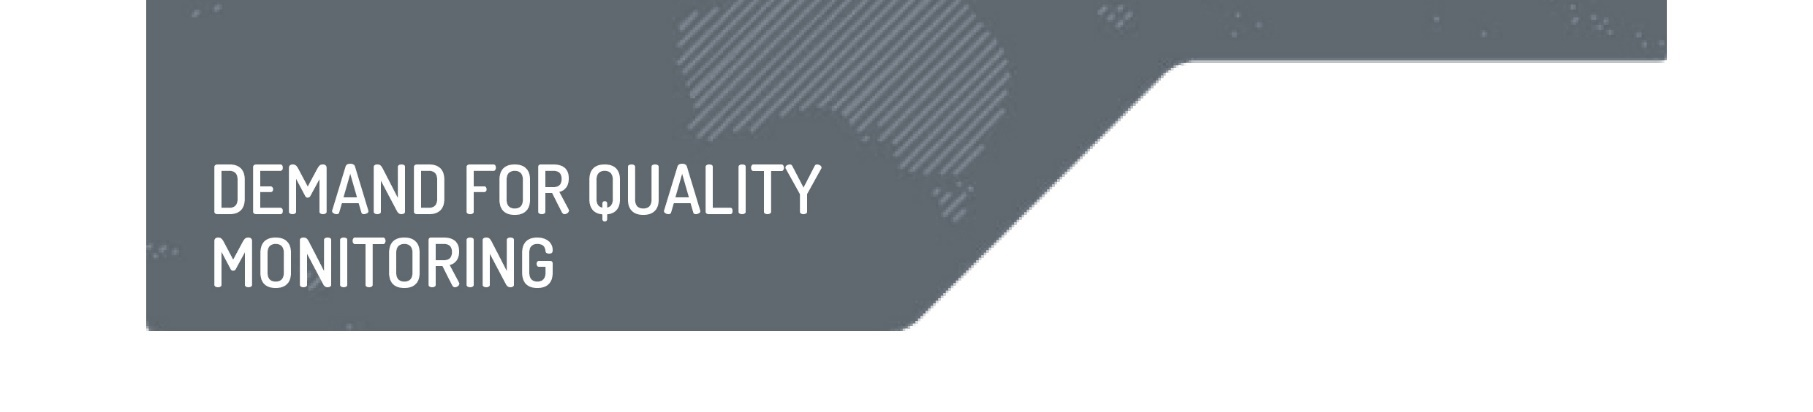 DEMAND FOR QUALITY
MONITORING